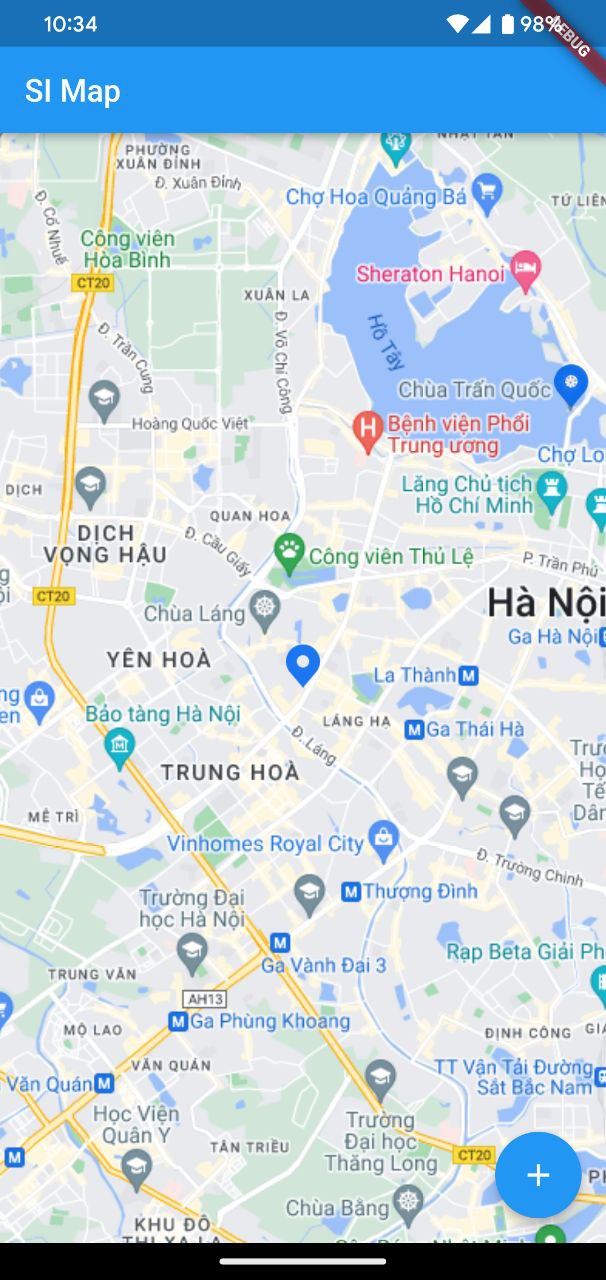 10:34
98%
DEBUG
SI Map
NHẬT TÂN
PHƯỜNG
XUÂN ĐỈNH
Đ. Xuân Đỉnh
Chợ Hoa Quảng Bá
TỨ LIÊN
Đ. Cổ Nhuế
Công viên
Hòa Bình
CT20
Sheraton Hanoi
XUÂN LA
Đ. Võ Chí Công
Hồ Tây
Đ. Trần Cung
Chùa Trấn Quốc
Hoàng Quốc Việt
H
Bệnh viện Phổi
Trung ương
Chợ Lo
DỊCH
Lăng Chủ tịch
Hồ Chí Minh
QUAN HOA
DỊCH
VỌNG HẬU
Đ. Cầu Giấy
Công viên Thủ Lệ
P. Trần Phú
CT20
Chùa Láng
Hà Nội
Ga Hà Nội
YÊN HOÀ
La Thành
M
Bảo tàng Hà Nội
LÁNG HẠ
M
Ga Thái Hà
Đ. Láng
TRUNG HOÀ
MỄ TRÌ
Vinhomes Royal City
Đ. Trường Chinh
Trường Đại
học Hà Nội
M
Thượng Đình
M
Ga Vành Đai 3
Rạp Beta Giải Ph
TRUNG VĂN
AH13
M
Ga Phùng Khoang
MỘ LAO
ĐỊNH CÔNG
GIÁ
VĂN QUÁN
TT Vận Tải Đường
Sắt Bắc Nam
Văn Quán
M
Học Viện
Quân Y
Trường
Đại học
Thăng Long
TÂN TRIỀU
M
CT20
Chùa Bằng
KHU ĐÔ
THỊ XA LA